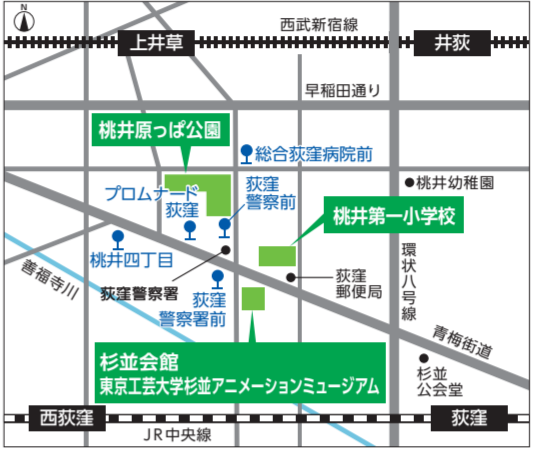 N
西武新宿線
上井草
井荻
早稲田通り
桃井原っぱ公園
総合荻窪病院前
プロムナード
荻窪
荻窪
警察前
桃井幼稚園
桃井第一小学校
桃井四丁目
善福寺川
荻窪警察署
荻窪
警察署前
荻窪
郵便局
環状八号線
青梅街道
杉並会館
東京工芸大学杉並アニメーションミュージアム
杉並
公会堂
西荻窪
JR中央線
荻窪